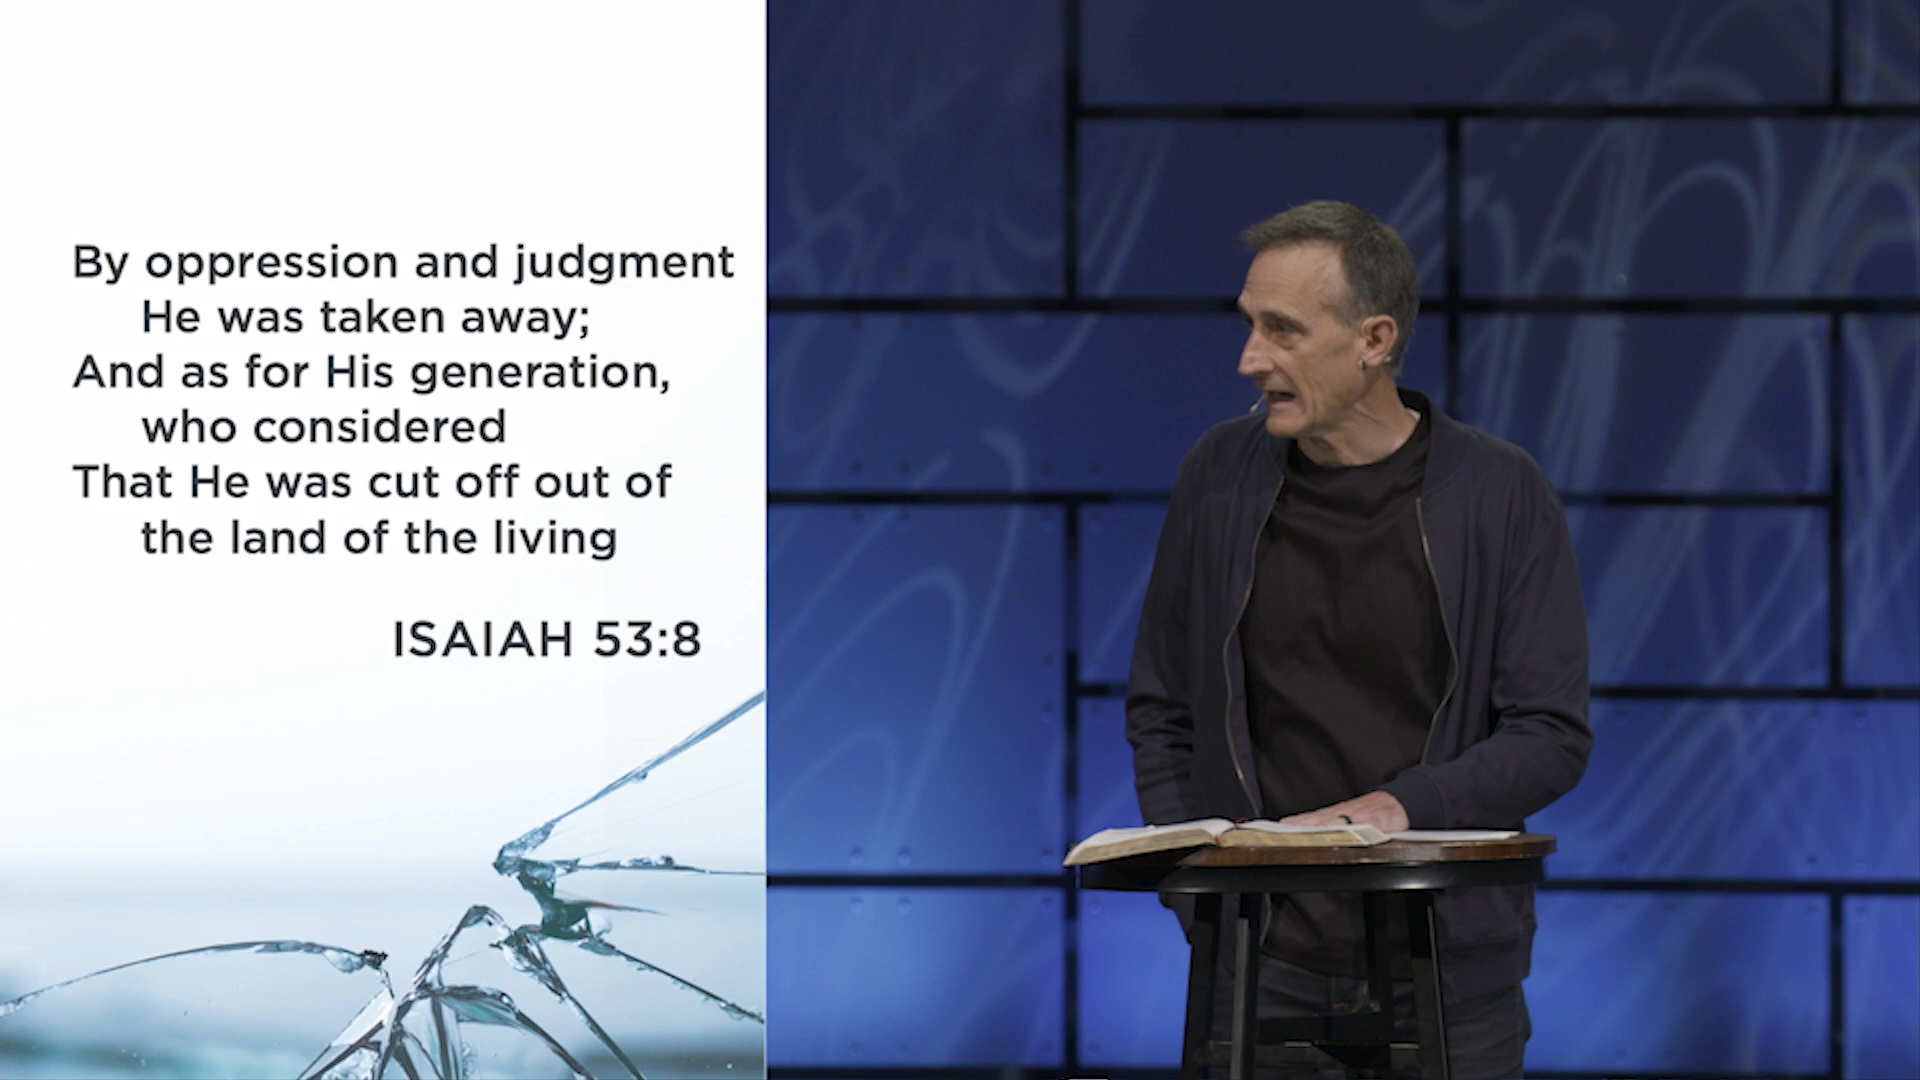 By oppression and judgment
He was taken away;
And as for His generation,
who considered
That He was cut off out of
the land of the living
ISAIAH 53:8